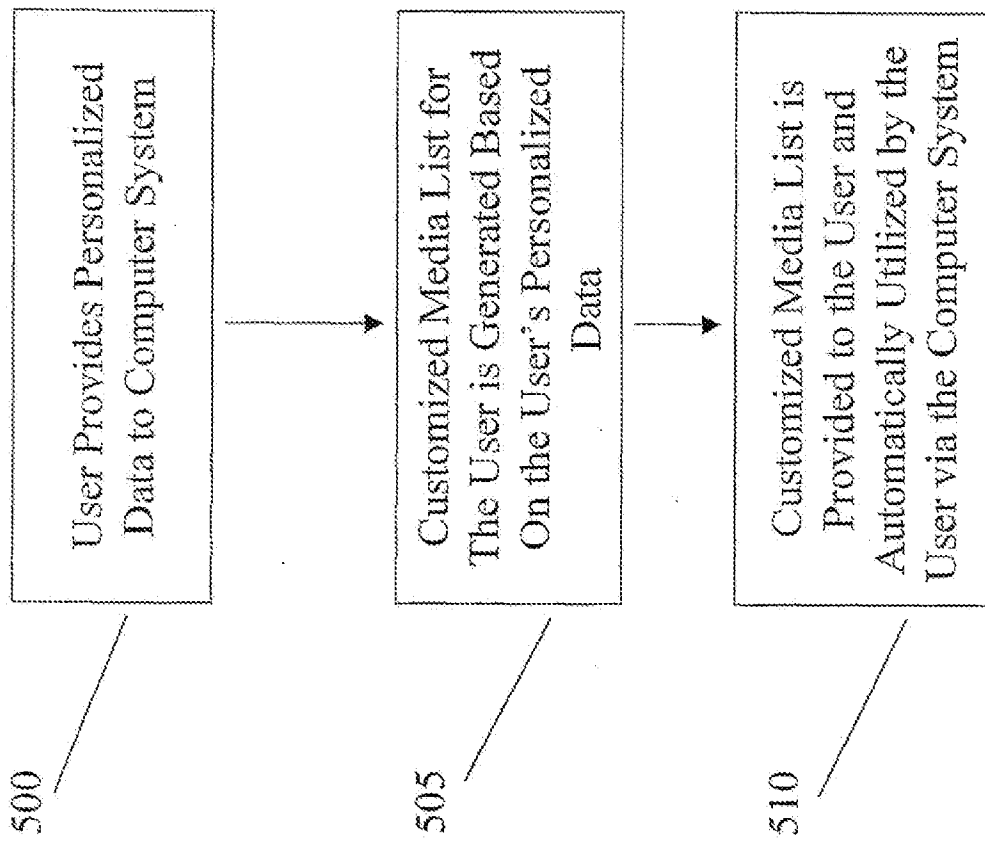 500
User Provides Personalized
Data to Computer System
505
Customized Media List for
The User is Generated Based
On the User's Personalized
Data
510
Customized Media List is
Provided to the User and
Automatically Utilized by the
User via the Computer System